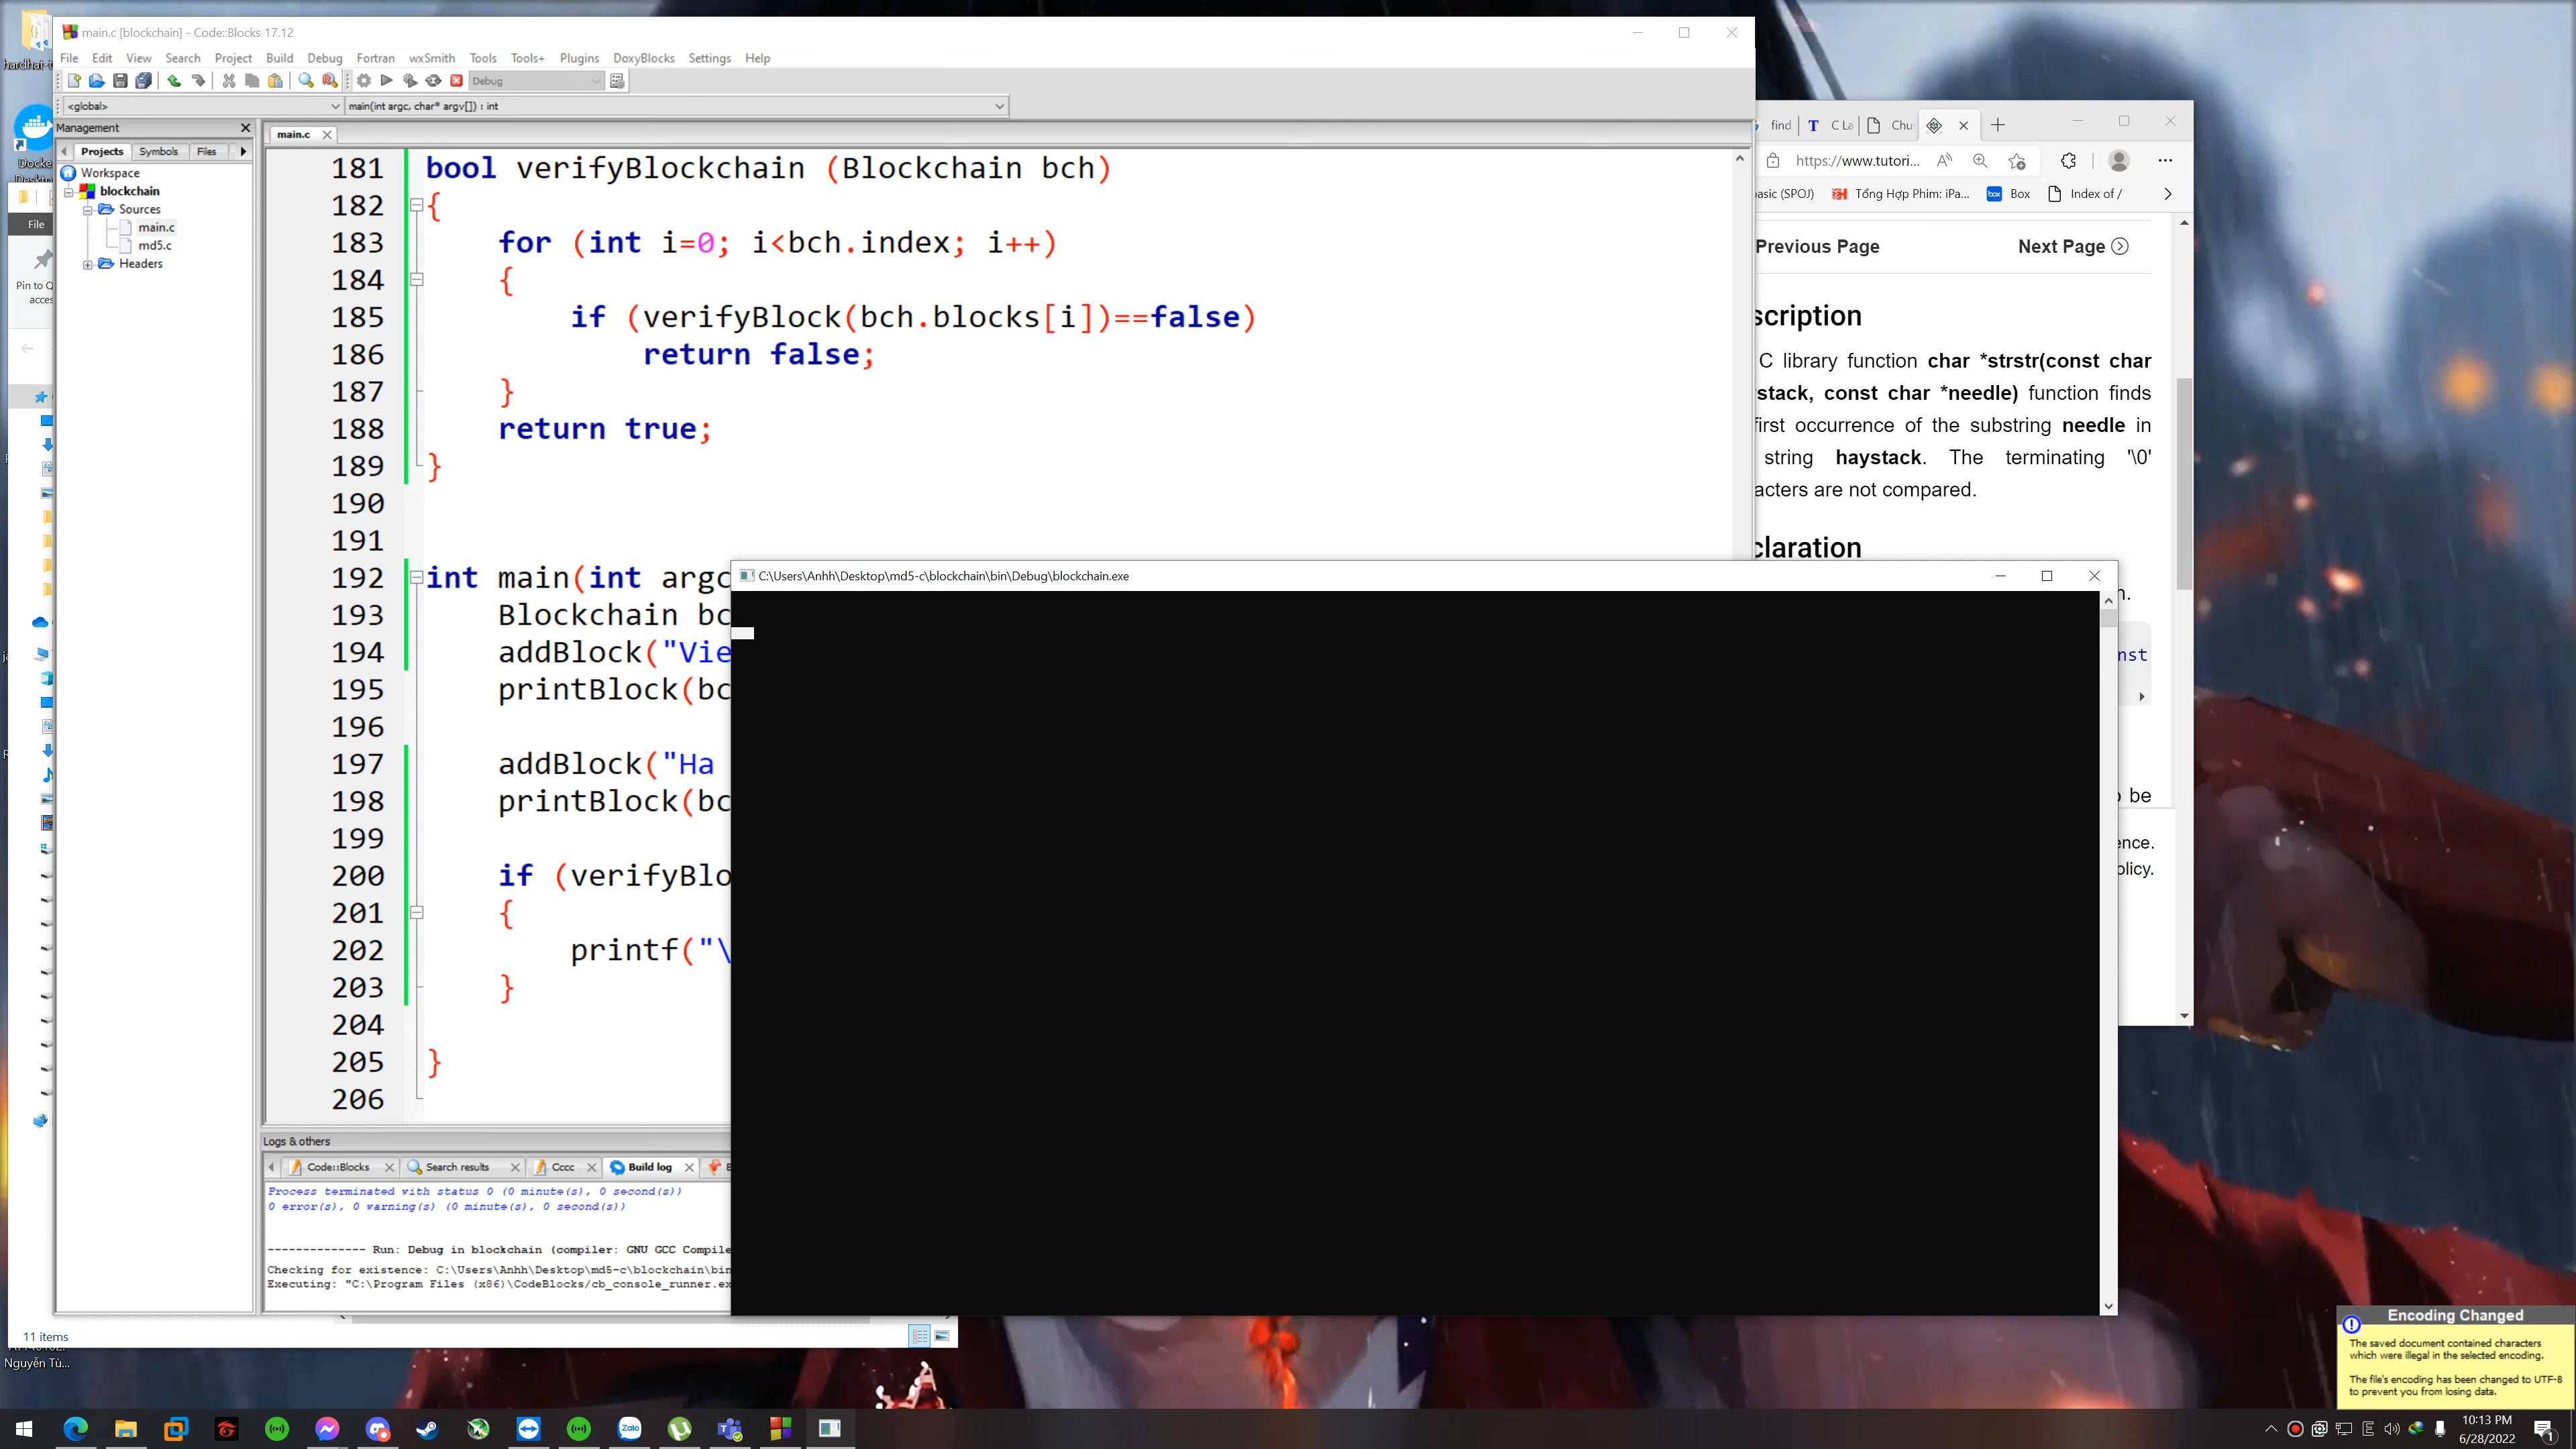 main.c [blockchain] - Code::Blocks 17.12
File Edit View Search Project Build Debug Fortran wxSmith Tools Tools+ Plugins DoxyBlocks Settings Help
Debug
<global>
main(int argc, char* argv[]) : int
Management
Projects Symbols Files
Workspace
blockchain
Sources
main.c
md5.c
Headers
main.c
181 bool verifyBlockchain (Blockchain bch)
182 {
183 for (int i=0; i<bch.index; i++)
184 {
185 if (verifyBlock(bch.blocks[i])==false)
186 return false;
187 }
188 return true;
189 }
190
191
192 int main(int argc
193 Blockchain bc
194 addBlock("Vie
195 printBlock(bc
196
197 addBlock("Ha
198 printBlock(bc
199
200 if (verifyBlo
201 {
202 printf("\
203 }
204
205 }
206
Logs & others
Code::Blocks Search results Cccc Build log
Process terminated with status 0 (0 minute(s), 0 second(s))
0 error(s), 0 warning(s) (0 minute(s), 0 second(s))
-------------- Run: Debug in blockchain (compiler: GNU GCC Compile
Checking for existence: C:\Users\Anhh\Desktop\md5-c\blockchain\bin
Executing: "C:\Program Files (x86)\CodeBlocks/cb_console_runner.ex
C:\Users\Anhh\Desktop\md5-c\blockchain\bin\Debug\blockchain.exe
find C La Chu
https://www.tutori...
asic (SPOJ) Tổng Hợp Phim: iPa... Box Index of /
Previous Page Next Page
scription
C library function char *strstr(const char
stack, const char *needle) function finds
first occurrence of the substring needle in
string haystack. The terminating '\0'
acters are not compared.
claration
n.
nst
be
ence.
olicy.
hardhat-t
Docke
Deskto
File
Pin to Q
acces
11 items
Nguyễn Tù...
Encoding Changed
The saved document contained characters
which were illegal in the selected encoding.
The file's encoding has been changed to UTF-8
to prevent you from losing data.
Zalo
10:13 PM
6/28/2022